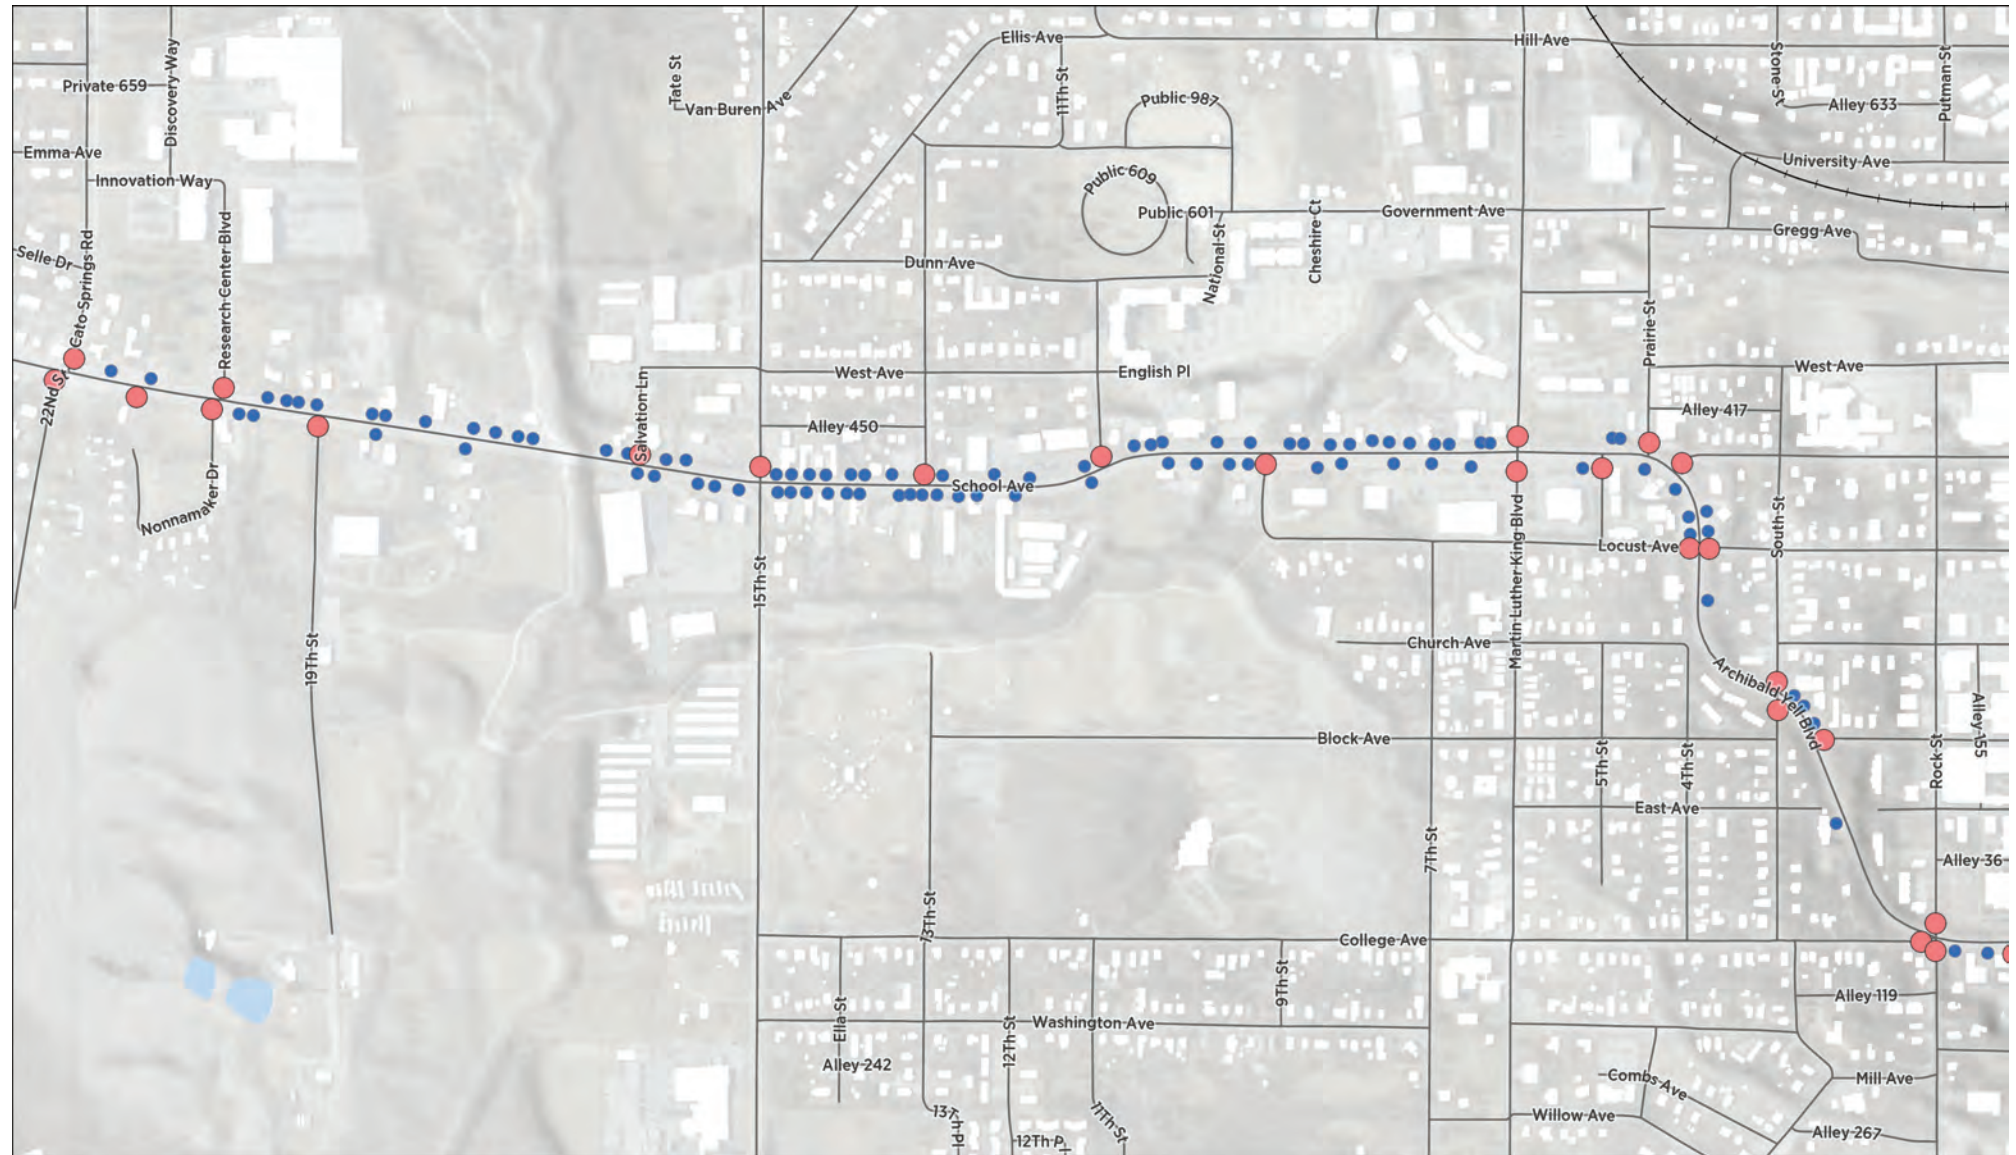 Ellis Ave
Hill Ave
Private 659
Discovery Way
Tate St
Van Buren Ave
11Th St
Public 987
Stone St
Alley 633
Putman St
Emma Ave
Innovation Way
Public 609
University Ave
Public 601
Government Ave
Selle Dr
Cato Springs Rd
Research Center Blvd
Dunn Ave
National St
Cheshire Ct
Gregg Ave
Prairie St
22Nd St
Salvation Ln
West Ave
English Pl
West Ave
Alley 450
Alley 417
School Ave
Nonnamaker Dr
15Th St
Martin Luther King Blvd
Locust Ave
South St
19Th St
Church Ave
Archibald Yell Blvd
Block Ave
5Th St
4Th St
Rock St
Alley 155
East Ave
7Th St
Alley 36
13Th St
College Ave
9Th St
Ella St
Washington Ave
12Th St
Alley 119
Alley 242
Combs Ave
Mill Ave
13Th Pl
11Th St
12Th Pl
Willow Ave
Alley 267